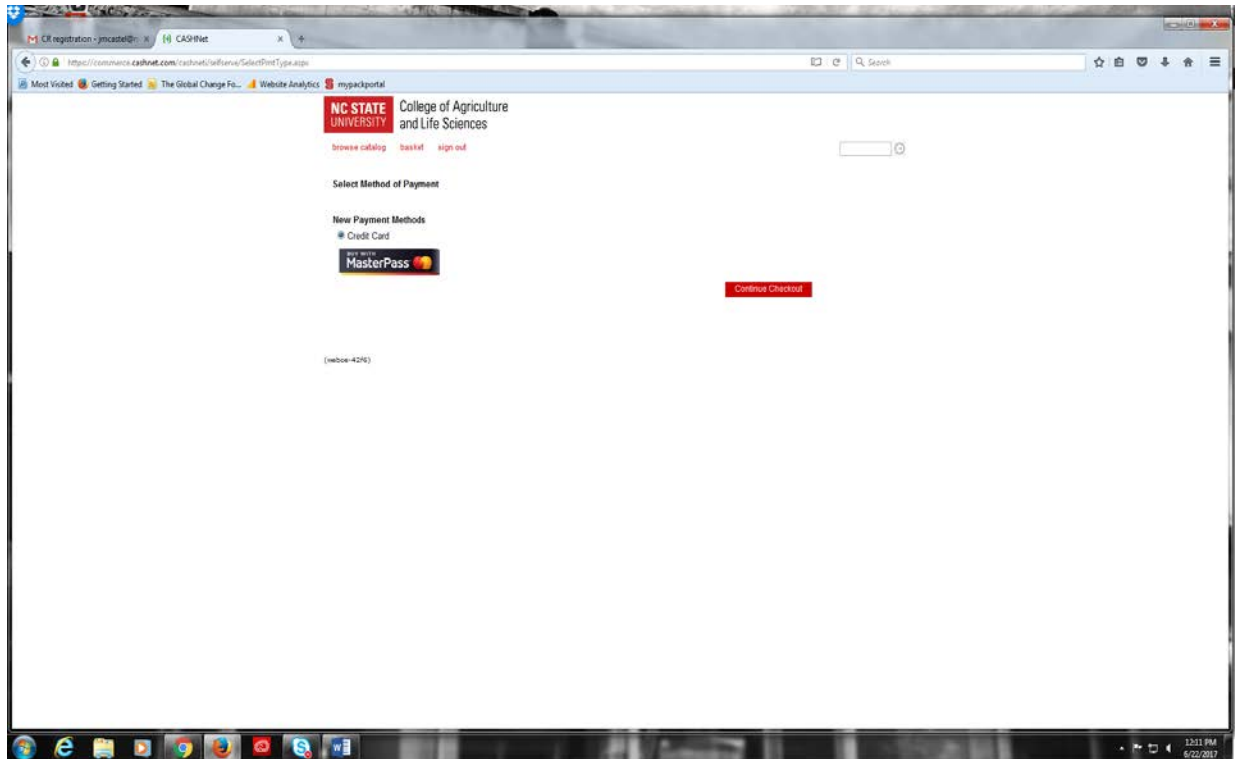 CR registration - jmcastel@n
CASHNet
https://commerce.cashnet.com/cashneti/selfserve/SelectPmtType.aspx
Search
Most Visited Getting Started The Global Change Fo... Website Analytics mypackportal
NC STATE UNIVERSITY
College of Agriculture
and Life Sciences
browse catalog basket sign out
Select Method of Payment
New Payment Methods
Credit Card
BUY WITH
MasterPass
Continue Checkout
12:11 PM
6/22/2017